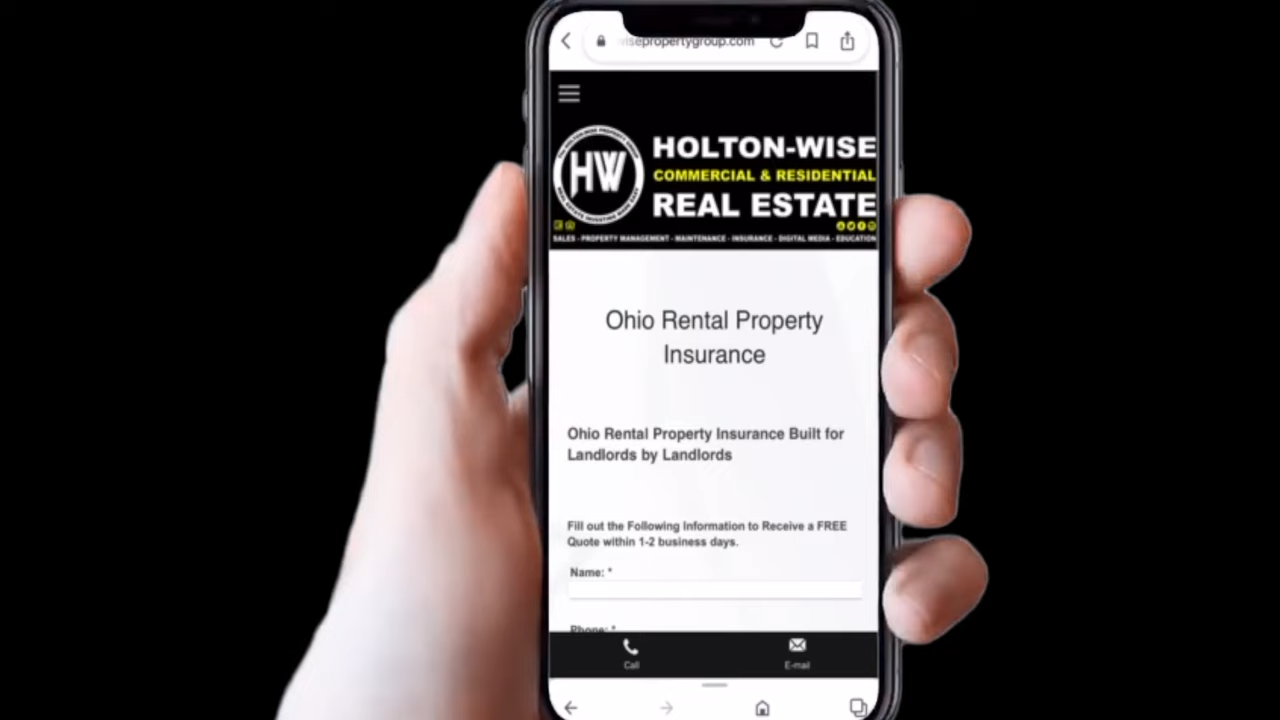 isepropertygroup.com
HOLTON-WISE
COMMERCIAL & RESIDENTIAL
REAL ESTATE
HW
SALES - PROPERTY MANAGEMENT - MAINTENANCE - INSURANCE - DIGITAL MEDIA - EDUCATION
Ohio Rental Property
Insurance
Ohio Rental Property Insurance Built for
Landlords by Landlords
Fill out the Following Information to Receive a FREE
Quote within 1-2 business days.
Name: *
Phone: *
Call
E-mail